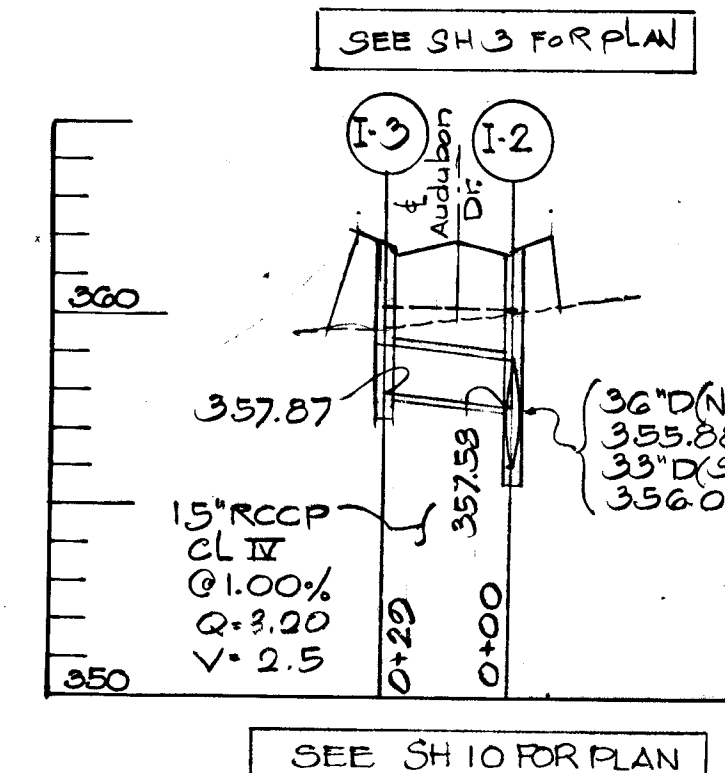 SEE SH 3 FOR PLAN
I-3
I-2
℄
Audubon
Dr.
360
357.87
357.58
36"D(N
355.88
33"D(S
356.0
15"RCCP
CL IV
@ 1.00%
Q=3.20
V= 2.5
0+29
0+00
350
SEE SH 10 FOR PLAN